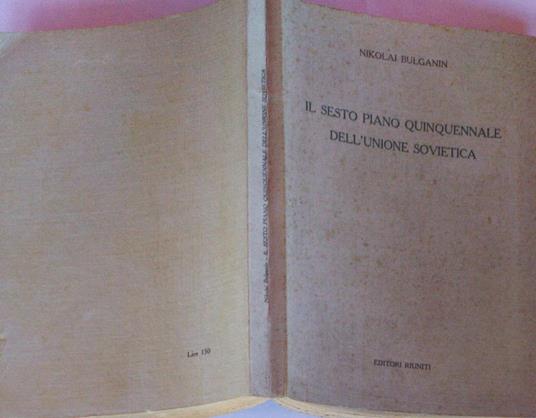 NIKOLAI BULGANIN
IL SESTO PIANO QUINQUENNALE
DELL'UNIONE SOVIETICA
EDITORI RIUNITI
Nikolai Bulganin - IL SESTO PIANO QUINQUENNALE DELL'UNIONE SOVIETICA
Lire 150